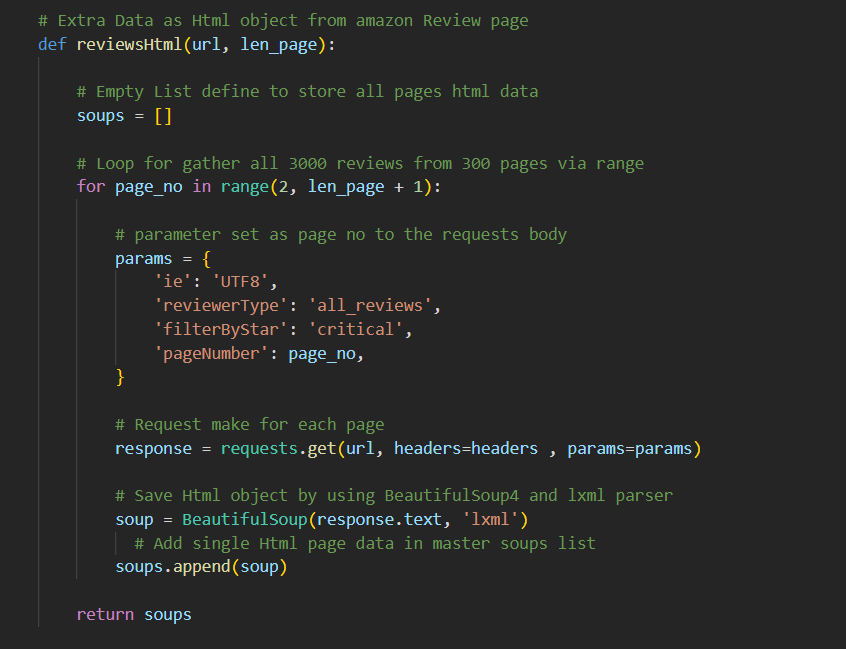 # Extra Data as Html object from amazon Review page
def reviewsHtml(url, len_page):
# Empty List define to store all pages html data
soups = []
# Loop for gather all 3000 reviews from 300 pages via range
for page_no in range(2, len_page + 1):
# parameter set as page no to the requests body
params = {
'ie': 'UTF8',
'reviewerType': 'all_reviews',
'filterByStar': 'critical',
'pageNumber': page_no,
}
# Request make for each page
response = requests.get(url, headers=headers , params=params)
# Save Html object by using BeautifulSoup4 and lxml parser
soup = BeautifulSoup(response.text, 'lxml')
# Add single Html page data in master soups list
soups.append(soup)
return soups